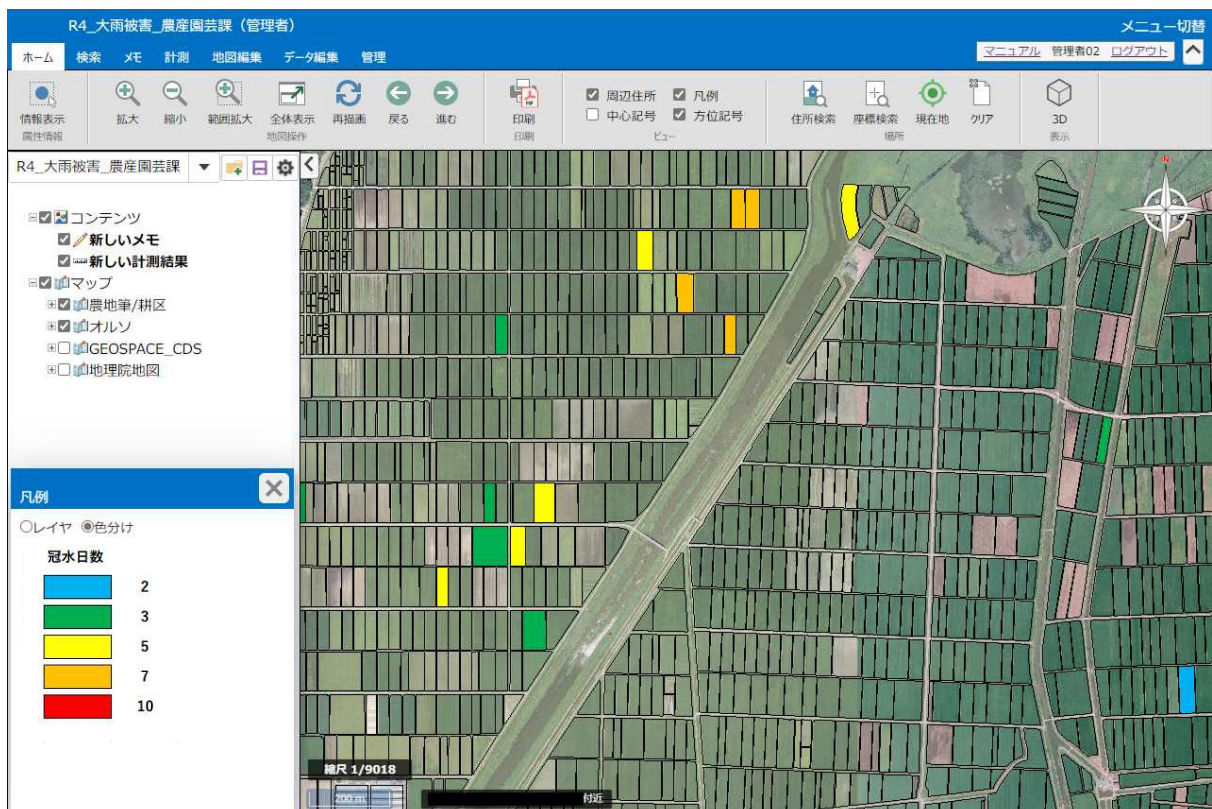 R4_大雨被害_農産園芸課（管理者）
メニュー切替
ホーム 検索 メモ 計測 地図編集 データ編集 管理
マニュアル 管理者02 ログアウト
情報表示 拡大 縮小 範囲拡大 全体表示 再描画 戻る 進む 印刷
属性情報 地図操作 印刷
周辺住所 凡例
中心記号 方位記号
ビュー
住所検索 座標検索 現在地 クリア 3D
場所 表示
R4_大雨被害_農産園芸課
コンテンツ
新しいメモ
新しい計測結果
マップ
農地筆/耕区
オルソ
GEOSPACE_CDS
地理院地図
N
凡例
レイヤ 色分け
冠水日数
2
3
5
7
10
縮尺 1/9018
200 m
付近